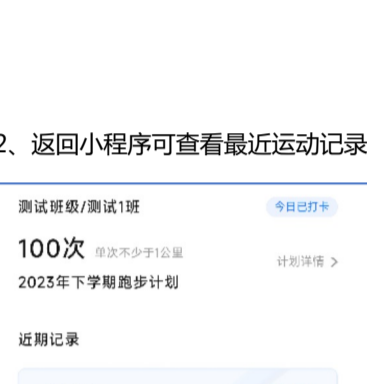 2、返回小程序可查看最近运动记录
测试班级/测试1班 今日已打卡
100次 单次不少于1公里 计划详情 >
2023年下学期跑步计划
近期记录